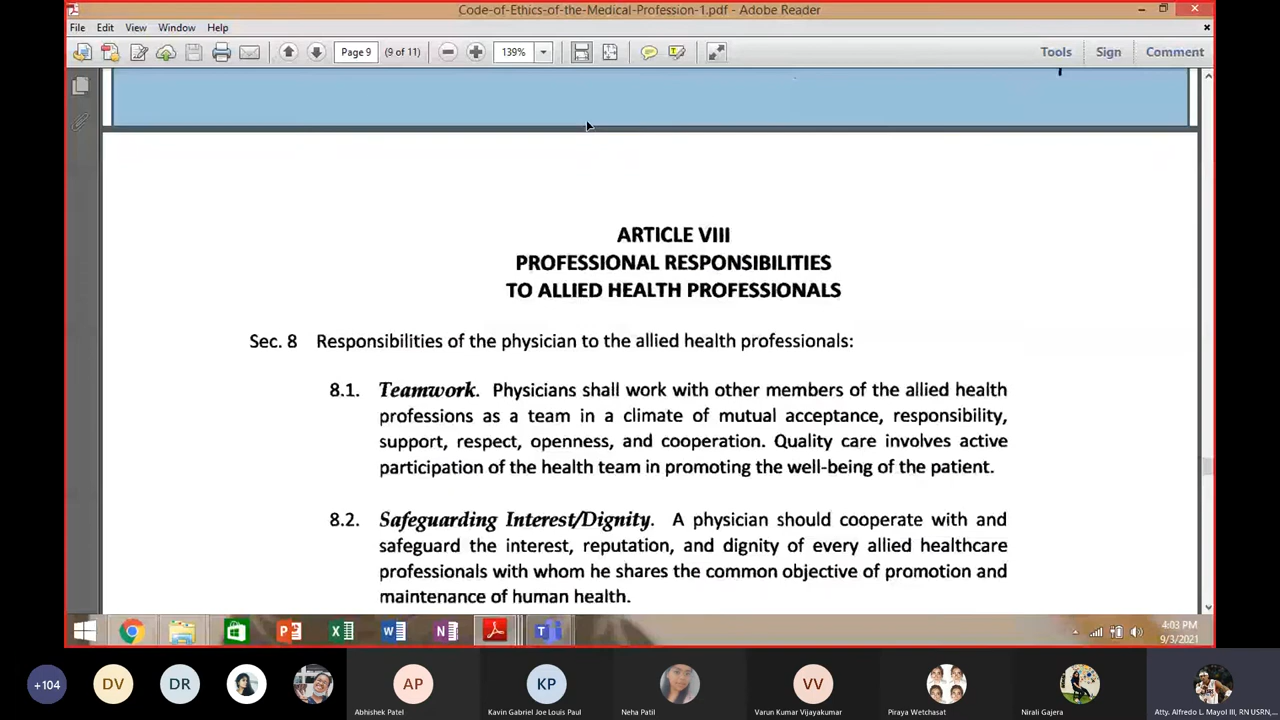 Code-of-Ethics-of-the-Medical-Profession-1.pdf - Adobe Reader
File Edit View Window Help
Page 9 (9 of 11) 139% Tools Sign Comment
ARTICLE VIII
PROFESSIONAL RESPONSIBILITIES
TO ALLIED HEALTH PROFESSIONALS
Sec. 8 Responsibilities of the physician to the allied health professionals:
8.1. Teamwork. Physicians shall work with other members of the allied health
professions as a team in a climate of mutual acceptance, responsibility,
support, respect, openness, and cooperation. Quality care involves active
participation of the health team in promoting the well-being of the patient.
8.2. Safeguarding Interest/Dignity. A physician should cooperate with and
safeguard the interest, reputation, and dignity of every allied healthcare
professionals with whom he shares the common objective of promotion and
maintenance of human health.
4:03 PM
9/3/2021
+104 DV DR AP KP VV
Abhishek Patel Kavin Gabriel Joe Louis Paul Neha Patil Varun Kumar Vijayakumar Piraya Wetchasat Nirali Gajera Atty. Alfredo L. Mayol III, RN USRN,...